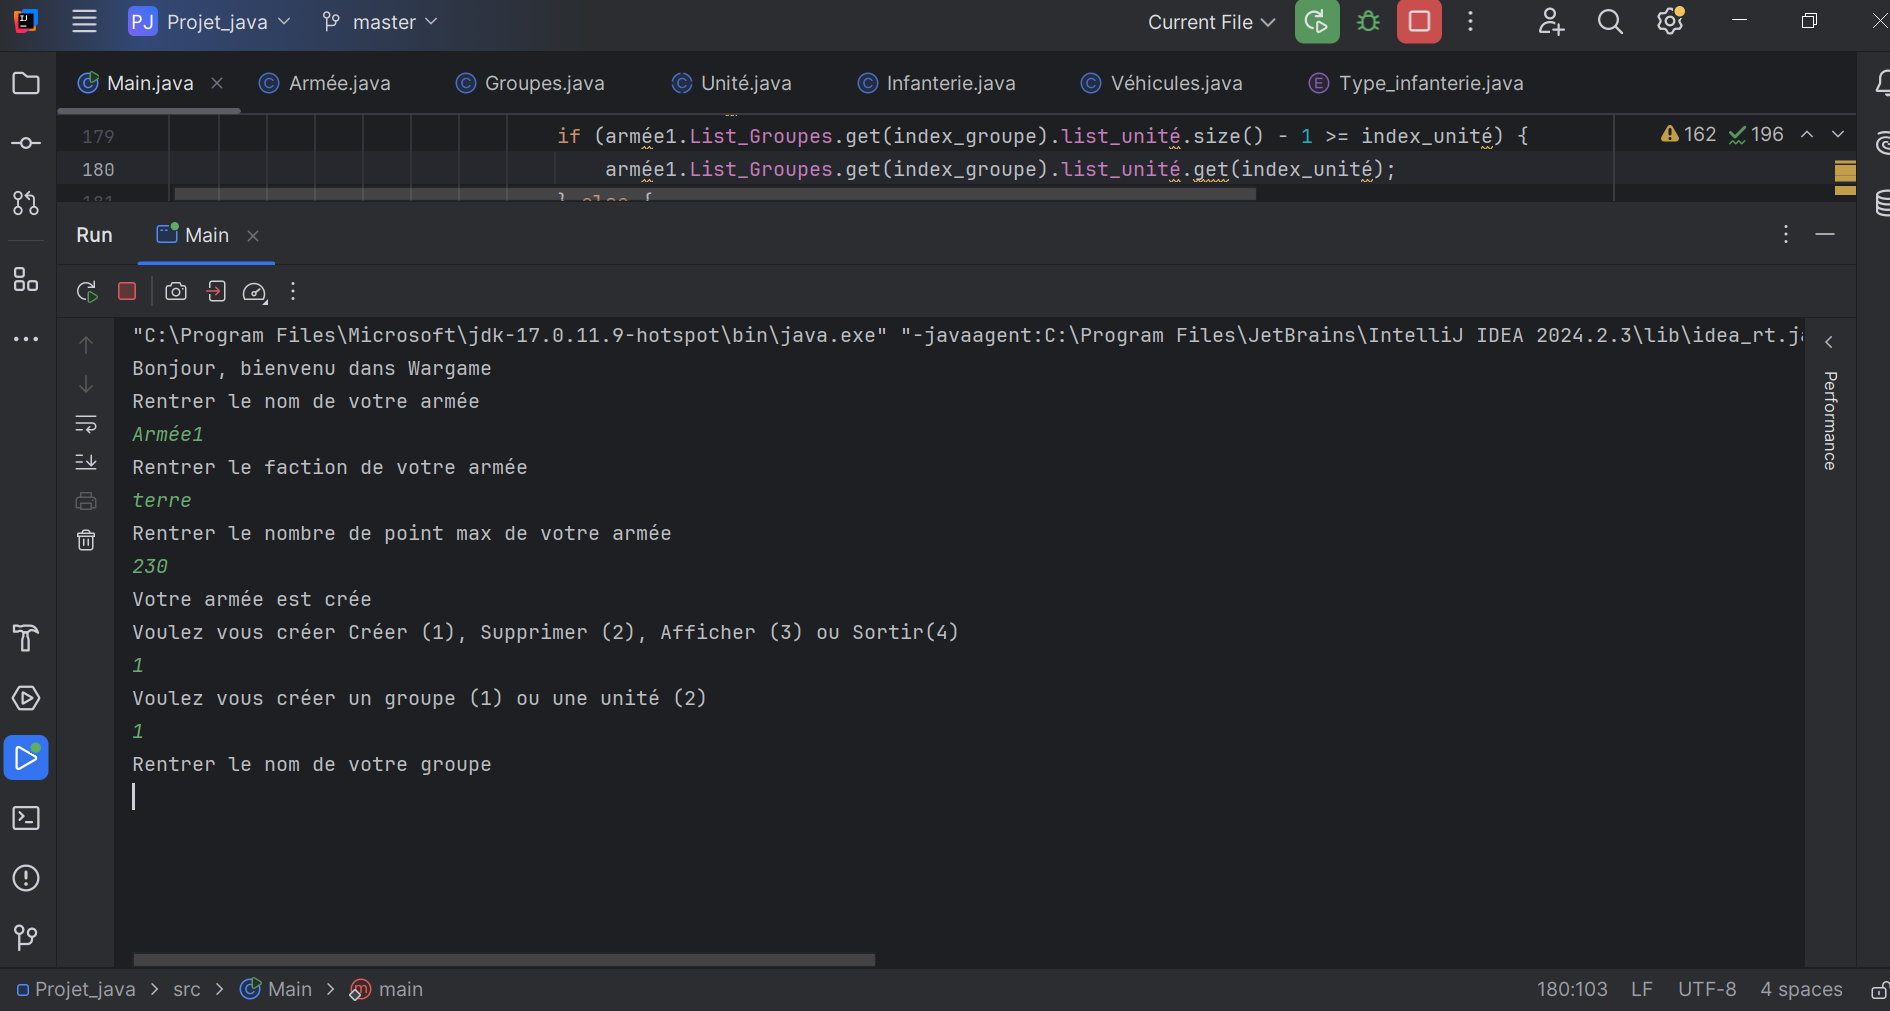 PJ Projet_java master Current File
Main.java Armée.java Groupes.java Unité.java Infanterie.java Véhicules.java Type_infanterie.java
179 if (armée1.List_Groupes.get(index_groupe).list_unité.size() - 1 >= index_unité) { 162 196
180 armée1.List_Groupes.get(index_groupe).list_unité.get(index_unité);
181 } else {
Run Main
"C:\Program Files\Microsoft\jdk-17.0.11.9-hotspot\bin\java.exe" "-javaagent:C:\Program Files\JetBrains\IntelliJ IDEA 2024.2.3\lib\idea_rt.ja
Bonjour, bienvenu dans Wargame
Rentrer le nom de votre armée
Armée1
Rentrer le faction de votre armée
terre
Rentrer le nombre de point max de votre armée
230
Votre armée est crée
Voulez vous créer Créer (1), Supprimer (2), Afficher (3) ou Sortir(4)
1
Voulez vous créer un groupe (1) ou une unité (2)
1
Rentrer le nom de votre groupe
Performance
Projet_java > src > Main > main 180:103 LF UTF-8 4 spaces